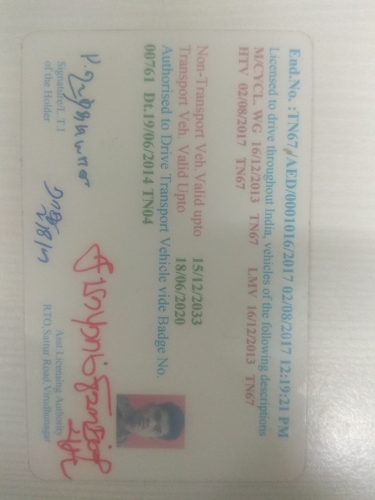 End.No. :TN67/AED/0001016/2017 02/08/2017 12:19:21 PM
Licensed to drive throughout India, vehicles of the following descriptions
M/CYCL. WG 16/12/2013 TN67 LMV 16/12/2013 TN67
HTV 02/08/2017 TN67
Non-Transport Veh.Valid upto 15/12/2033
Transport Veh. Valid Upto 18/06/2020
Authorised to Drive Transport Vehicle vide Badge No.
00761 Dt.19/06/2014 TN04
Signature/L.T.I
of the Holder
Asst.Licensing Authority
RTO,Sattur Road,Virudhunagar